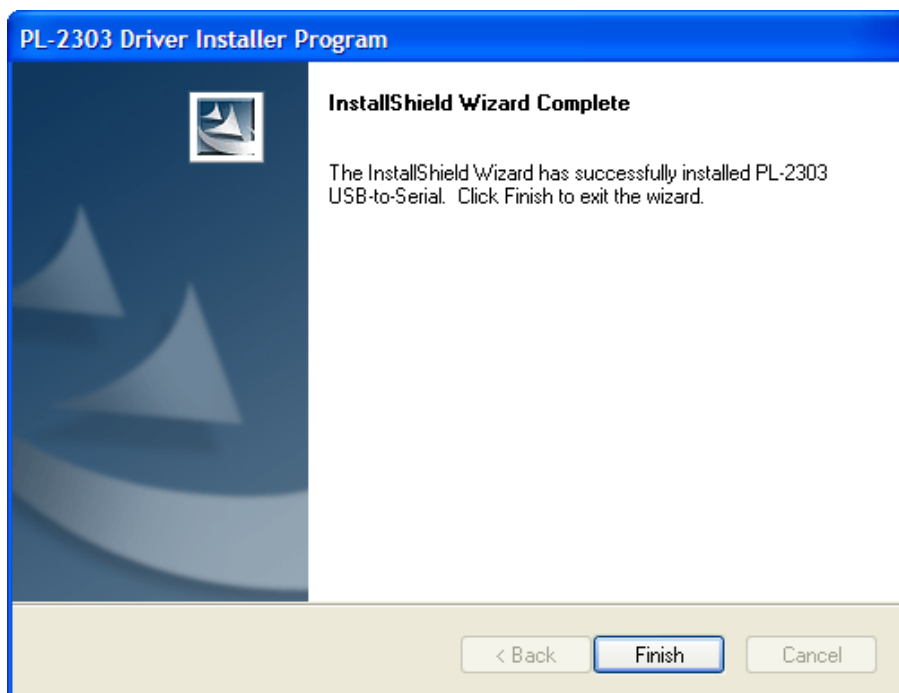 PL-2303 Driver Installer Program
InstallShield Wizard Complete
The InstallShield Wizard has successfully installed PL-2303
USB-to-Serial. Click Finish to exit the wizard.
< Back Finish Cancel